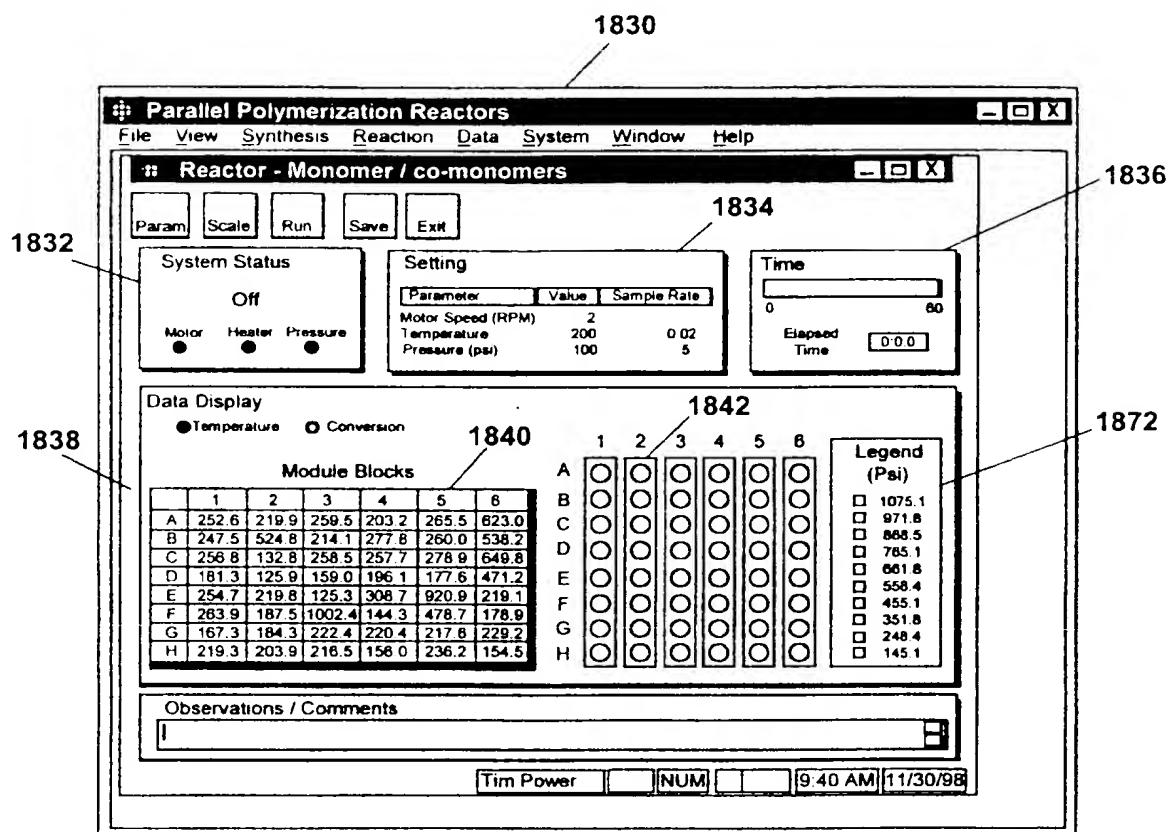 1830
Parallel Polymerization Reactors
File View Synthesis Reaction Data System Window Help
Reactor - Monomer / co-monomers
Param Scale Run Save Exit
1832
1834
1836
System Status
Off
Motor Heater Pressure
Setting
Parameter Value Sample Rate
Motor Speed (RPM) 2
Temperature 200 0.02
Pressure (psi) 100 5
Time
0 60
Elapsed Time 0:0.0
1838
Data Display
Temperature Conversion
1840
1842
1872
Module Blocks
1 2 3 4 5 6
A 252.6 219.9 259.5 203.2 265.5 623.0
B 247.5 524.8 214.1 277.8 260.0 538.2
C 256.8 132.8 258.5 257.7 278.9 649.8
D 181.3 125.9 159.0 196.1 177.6 471.2
E 254.7 219.8 125.3 308.7 920.9 219.1
F 263.9 187.5 1002.4 144.3 478.7 178.9
G 167.3 184.3 222.4 220.4 217.6 229.2
H 219.3 203.9 216.5 156.0 236.2 154.5
1 2 3 4 5 6
A
B
C
D
E
F
G
H
Legend
(Psi)
1075.1
971.8
868.5
765.1
661.8
558.4
455.1
351.8
248.4
145.1
Observations / Comments
Tim Power NUM 9:40 AM 11/30/98